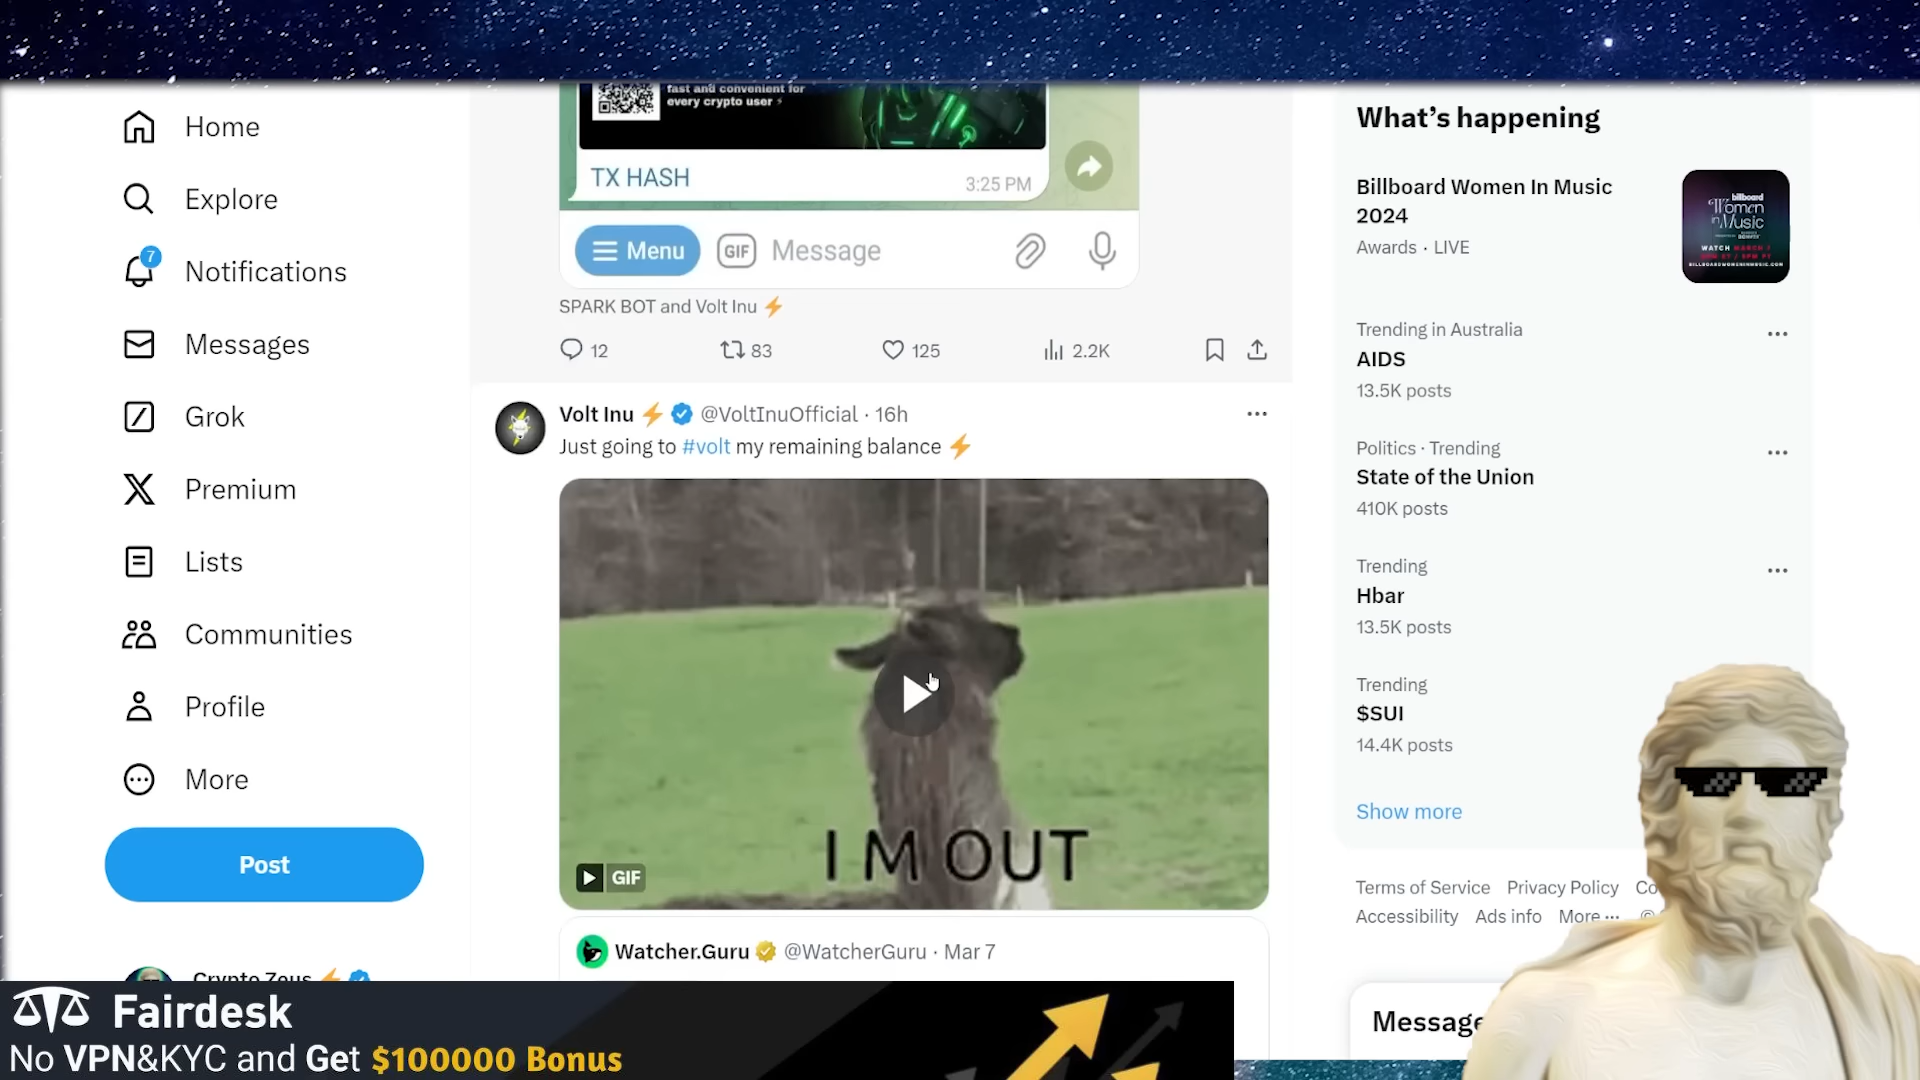 Home
Explore
7
Notifications
Messages
Grok
Premium
Lists
Communities
Profile
More
Post
Crypto Zeus ⚡
fast and convenient for
every crypto user ⚡
TX HASH
3:25 PM
Menu
GIF
Message
SPARK BOT and Volt Inu ⚡
12
83
125
2.2K
Volt Inu ⚡ @VoltInuOfficial · 16h
Just going to #volt my remaining balance ⚡
I M OUT
GIF
Watcher.Guru @WatcherGuru · Mar 7
What's happening
Billboard Women In Music
2024
Awards · LIVE
billboard
Women
in Music
Trending in Australia
AIDS
13.5K posts
Politics · Trending
State of the Union
410K posts
Trending
Hbar
13.5K posts
Trending
$SUI
14.4K posts
Show more
Terms of Service Privacy Policy Co
Accessibility Ads info More ··· ©
Message
Fairdesk
No VPN&KYC and Get $100000 Bonus